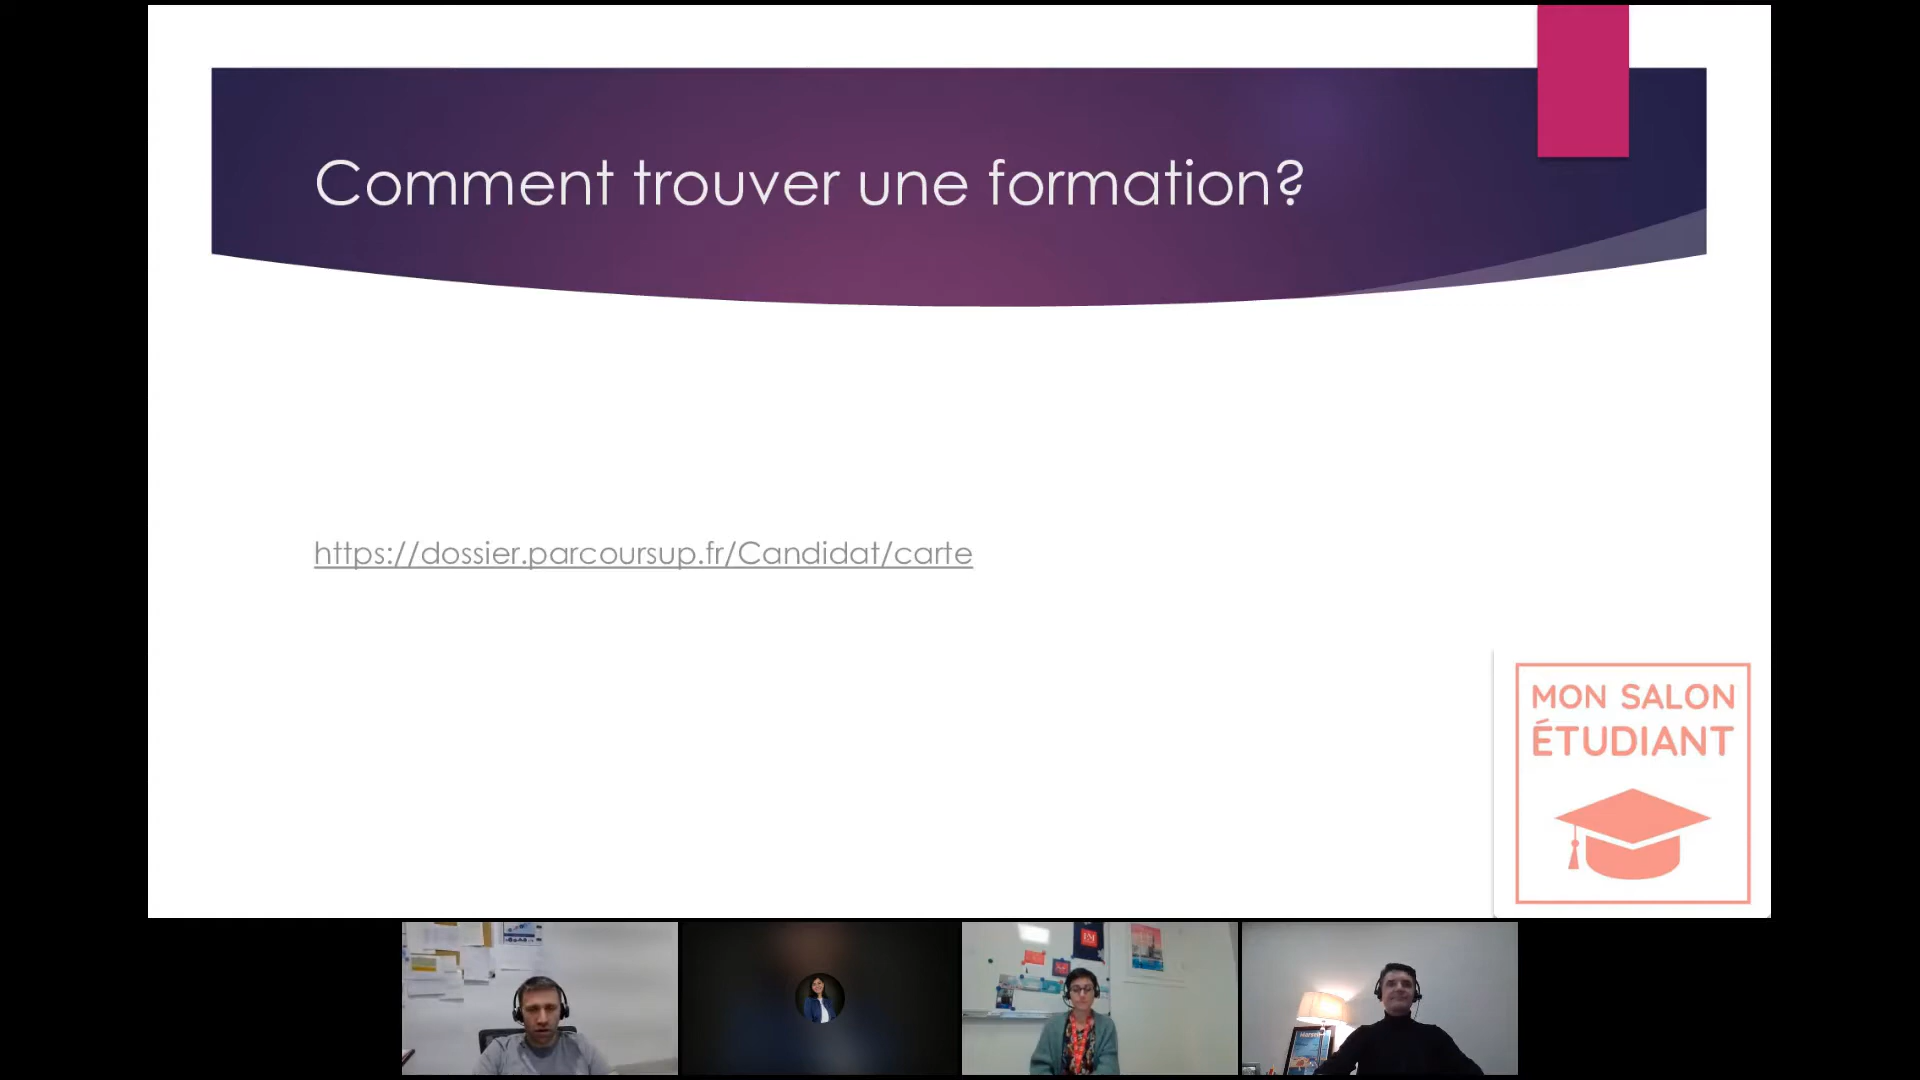 Comment trouver une formation?
https://dossier.parcoursup.fr/Candidat/carte
MON SALON
ÉTUDIANT